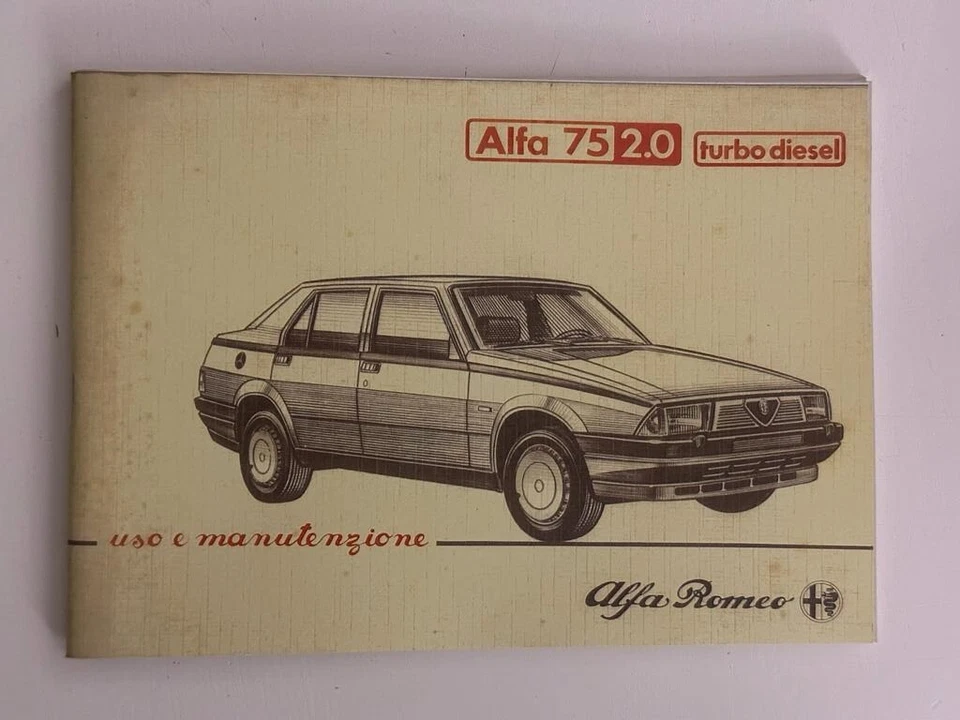 Alfa 75 2.0 turbo diesel
uso e manutenzione
Alfa Romeo